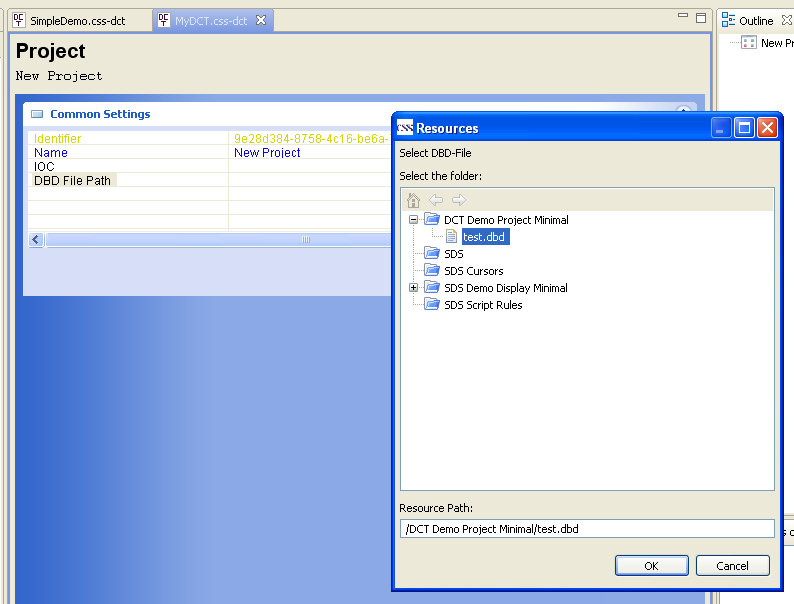 SimpleDemo.css-dct
MyDCT.css-dct
Outline
Project
New Project
New Pr
Common Settings
Identifier 9e28d384-8758-4c16-be6a-
Name New Project
IOC
DBD File Path
CSS Resources
Select DBD-File
Select the folder:
DCT Demo Project Minimal
test.dbd
SDS
SDS Cursors
SDS Demo Display Minimal
SDS Script Rules
Resource Path:
/DCT Demo Project Minimal/test.dbd
OK Cancel